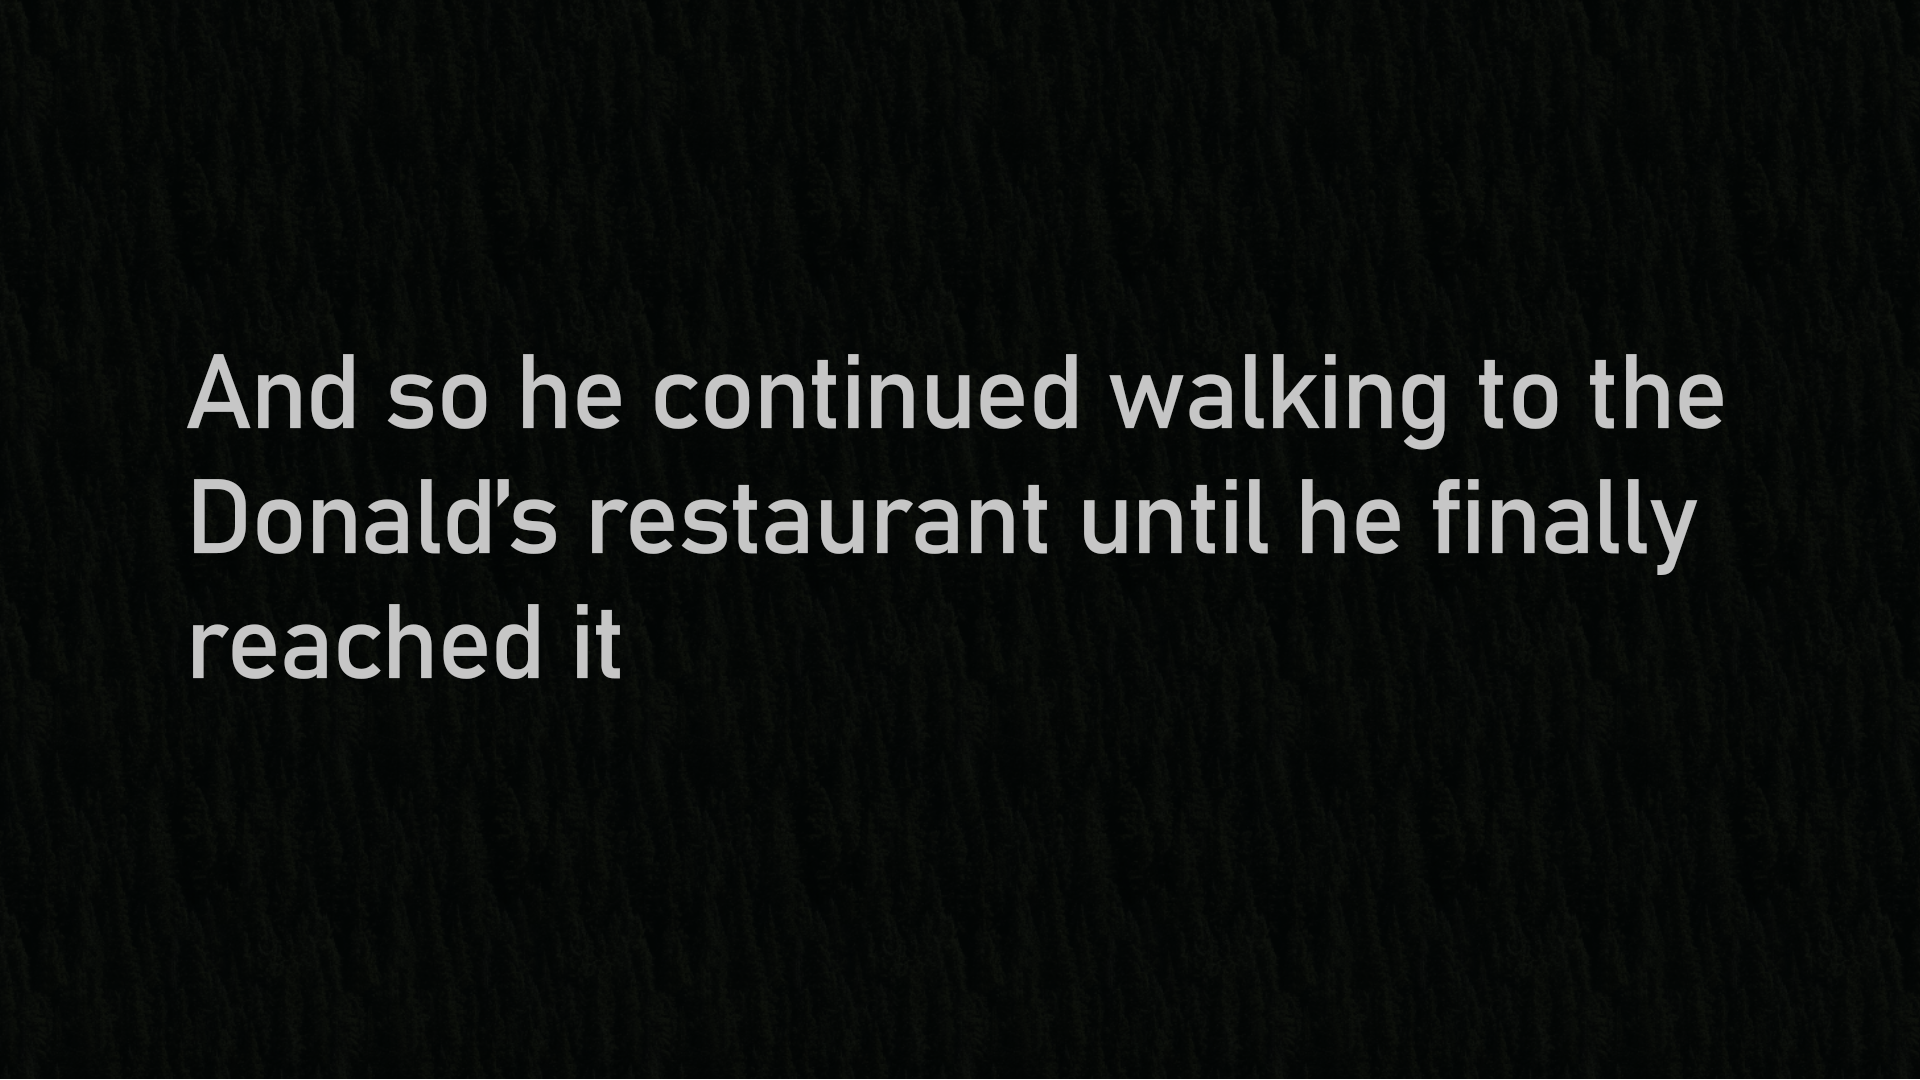 And so he continued walking to the
Donald’s restaurant until he finally
reached it